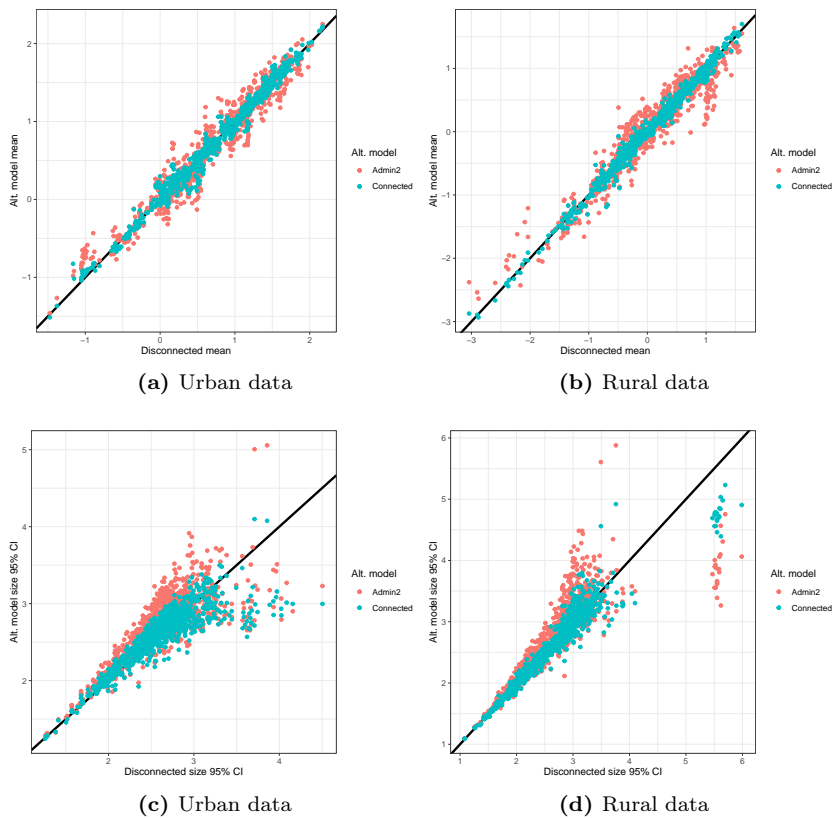 2
1
0
−1
−1
0
1
2
Alt. model mean
Disconnected mean
Alt. model
Admin2
Connected
(a) Urban data
1
0
−1
−2
−3
−3
−2
−1
0
1
Alt. model mean
Disconnected mean
Alt. model
Admin2
Connected
(b) Rural data
5
4
3
2
2
3
4
Alt. model size 95% CI
Disconnected size 95% CI
Alt. model
Admin2
Connected
(c) Urban data
6
5
4
3
2
1
1
2
3
4
5
6
Alt. model size 95% CI
Disconnected size 95% CI
Alt. model
Admin2
Connected
(d) Rural data